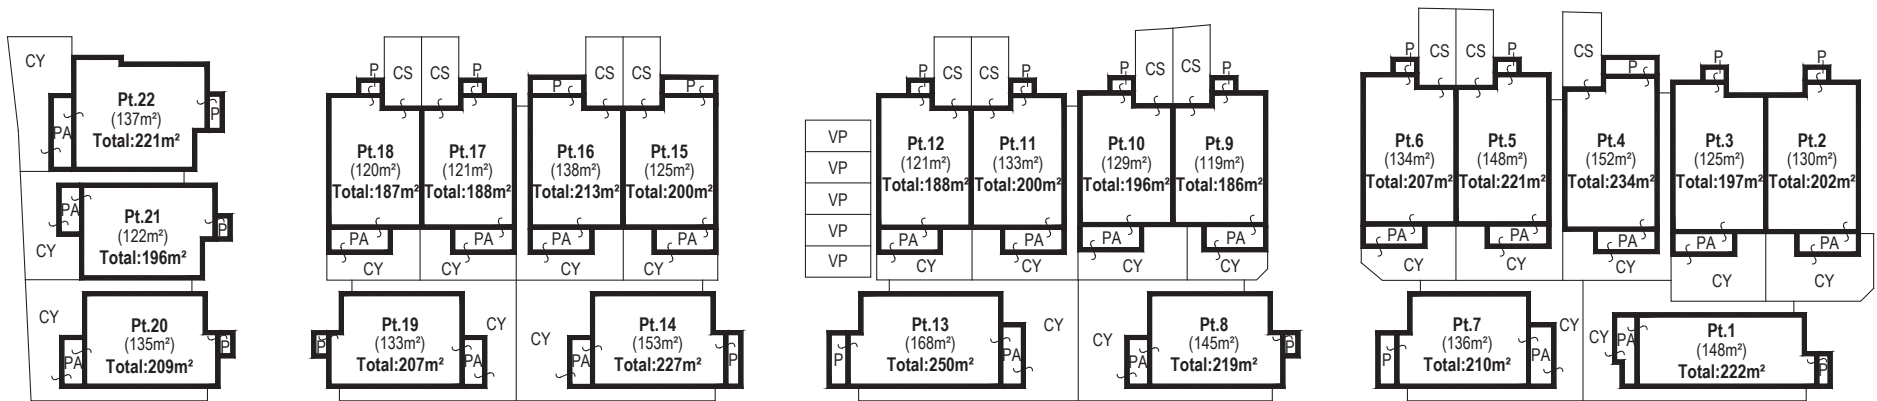 CY
Pt.22
(137m²)
Total:221m²
PA
P
PA
Pt.21
(122m²)
Total:196m²
P
CY
CY
Pt.20
(135m²)
Total:209m²
PA
P
P
CS
CS
P
Pt.18
(120m²)
Total:187m²
Pt.17
(121m²)
Total:188m²
PA
PA
CY
P
CS
CS
P
Pt.16
(138m²)
Total:213m²
Pt.15
(125m²)
Total:200m²
PA
PA
CY
P
Pt.19
(133m²)
Total:207m²
PA
CY
CY
PA
Pt.14
(153m²)
Total:227m²
P
VP
VP
VP
VP
VP
P
CS
CS
P
Pt.12
(121m²)
Total:188m²
Pt.11
(133m²)
Total:200m²
PA
PA
CY
CY
P
CS
CS
P
Pt.10
(129m²)
Total:196m²
Pt.9
(119m²)
Total:186m²
PA
PA
CY
CY
P
Pt.13
(168m²)
Total:250m²
PA
CY
CY
PA
Pt.8
(145m²)
Total:219m²
P
P
CS
CS
P
Pt.6
(134m²)
Total:207m²
Pt.5
(148m²)
Total:221m²
PA
PA
CY
CY
CS
P
Pt.4
(152m²)
Total:234m²
PA
CY
P
P
Pt.3
(125m²)
Total:197m²
Pt.2
(130m²)
Total:202m²
PA
PA
CY
CY
P
Pt.7
(136m²)
Total:210m²
PA
CY
CY
PA
Pt.1
(148m²)
Total:222m²
P